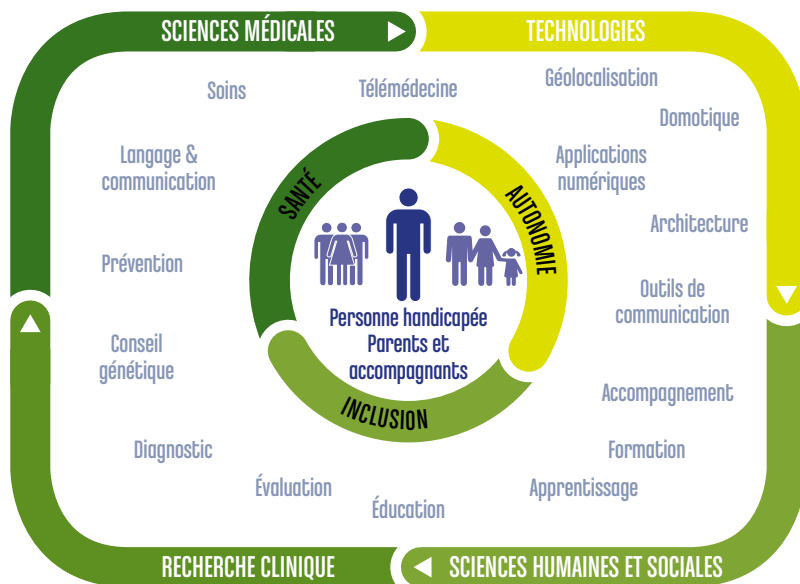 SCIENCES MÉDICALES
TECHNOLOGIES
Soins
Télémédecine
Géolocalisation
Domotique
Langage &
communication
Applications
numériques
Architecture
SANTÉ
AUTONOMIE
Prévention
Outils de
communication
Personne handicapée
Parents et
accompagnants
Conseil
génétique
INCLUSION
Accompagnement
Diagnostic
Formation
Évaluation
Éducation
Apprentissage
RECHERCHE CLINIQUE
SCIENCES HUMAINES ET SOCIALES